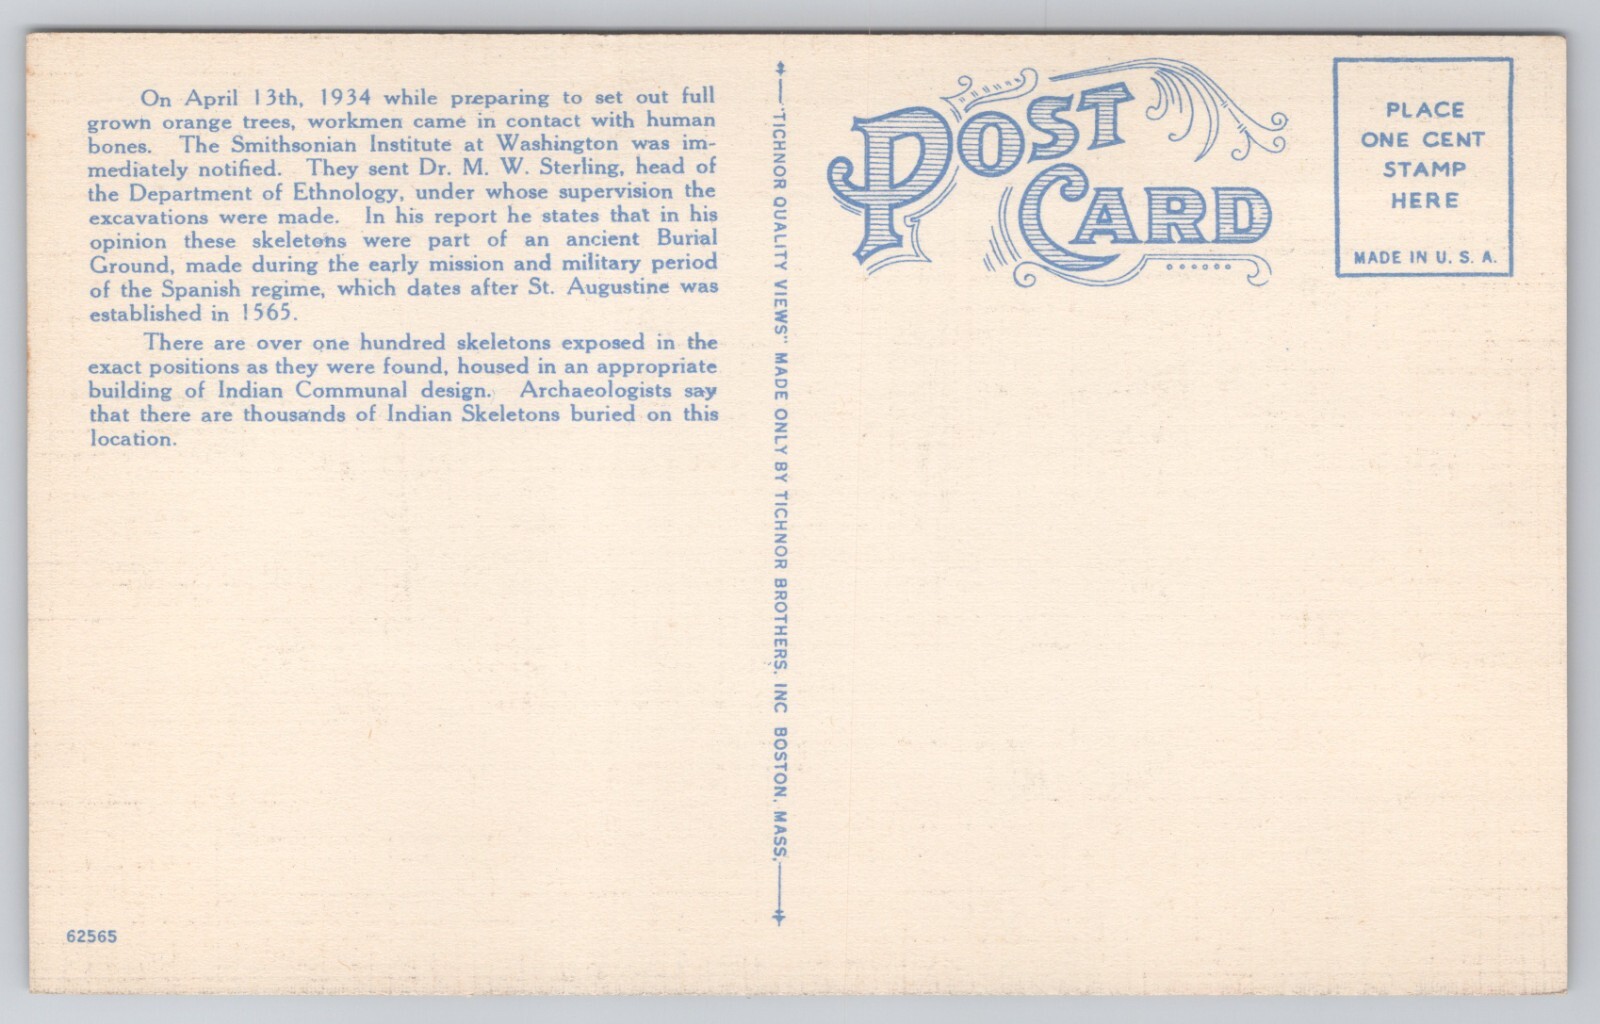 On April 13th, 1934 while preparing to set out full
grown orange trees, workmen came in contact with human
bones. The Smithsonian Institute at Washington was im-
mediately notified. They sent Dr. M. W. Sterling, head of
the Department of Ethnology, under whose supervision the
excavations were made. In his report he states that in his
opinion these skeletons were part of an ancient Burial
Ground, made during the early mission and military period
of the Spanish regime, which dates after St. Augustine was
established in 1565.
There are over one hundred skeletons exposed in the
exact positions as they were found, housed in an appropriate
building of Indian Communal design. Archaeologists say
that there are thousands of Indian Skeletons buried on this
location.
62565
"TICHNOR QUALITY VIEWS" MADE ONLY BY TICHNOR BROTHERS, INC BOSTON, MASS.
POST
CARD
PLACE
ONE CENT
STAMP
HERE
MADE IN U. S. A.